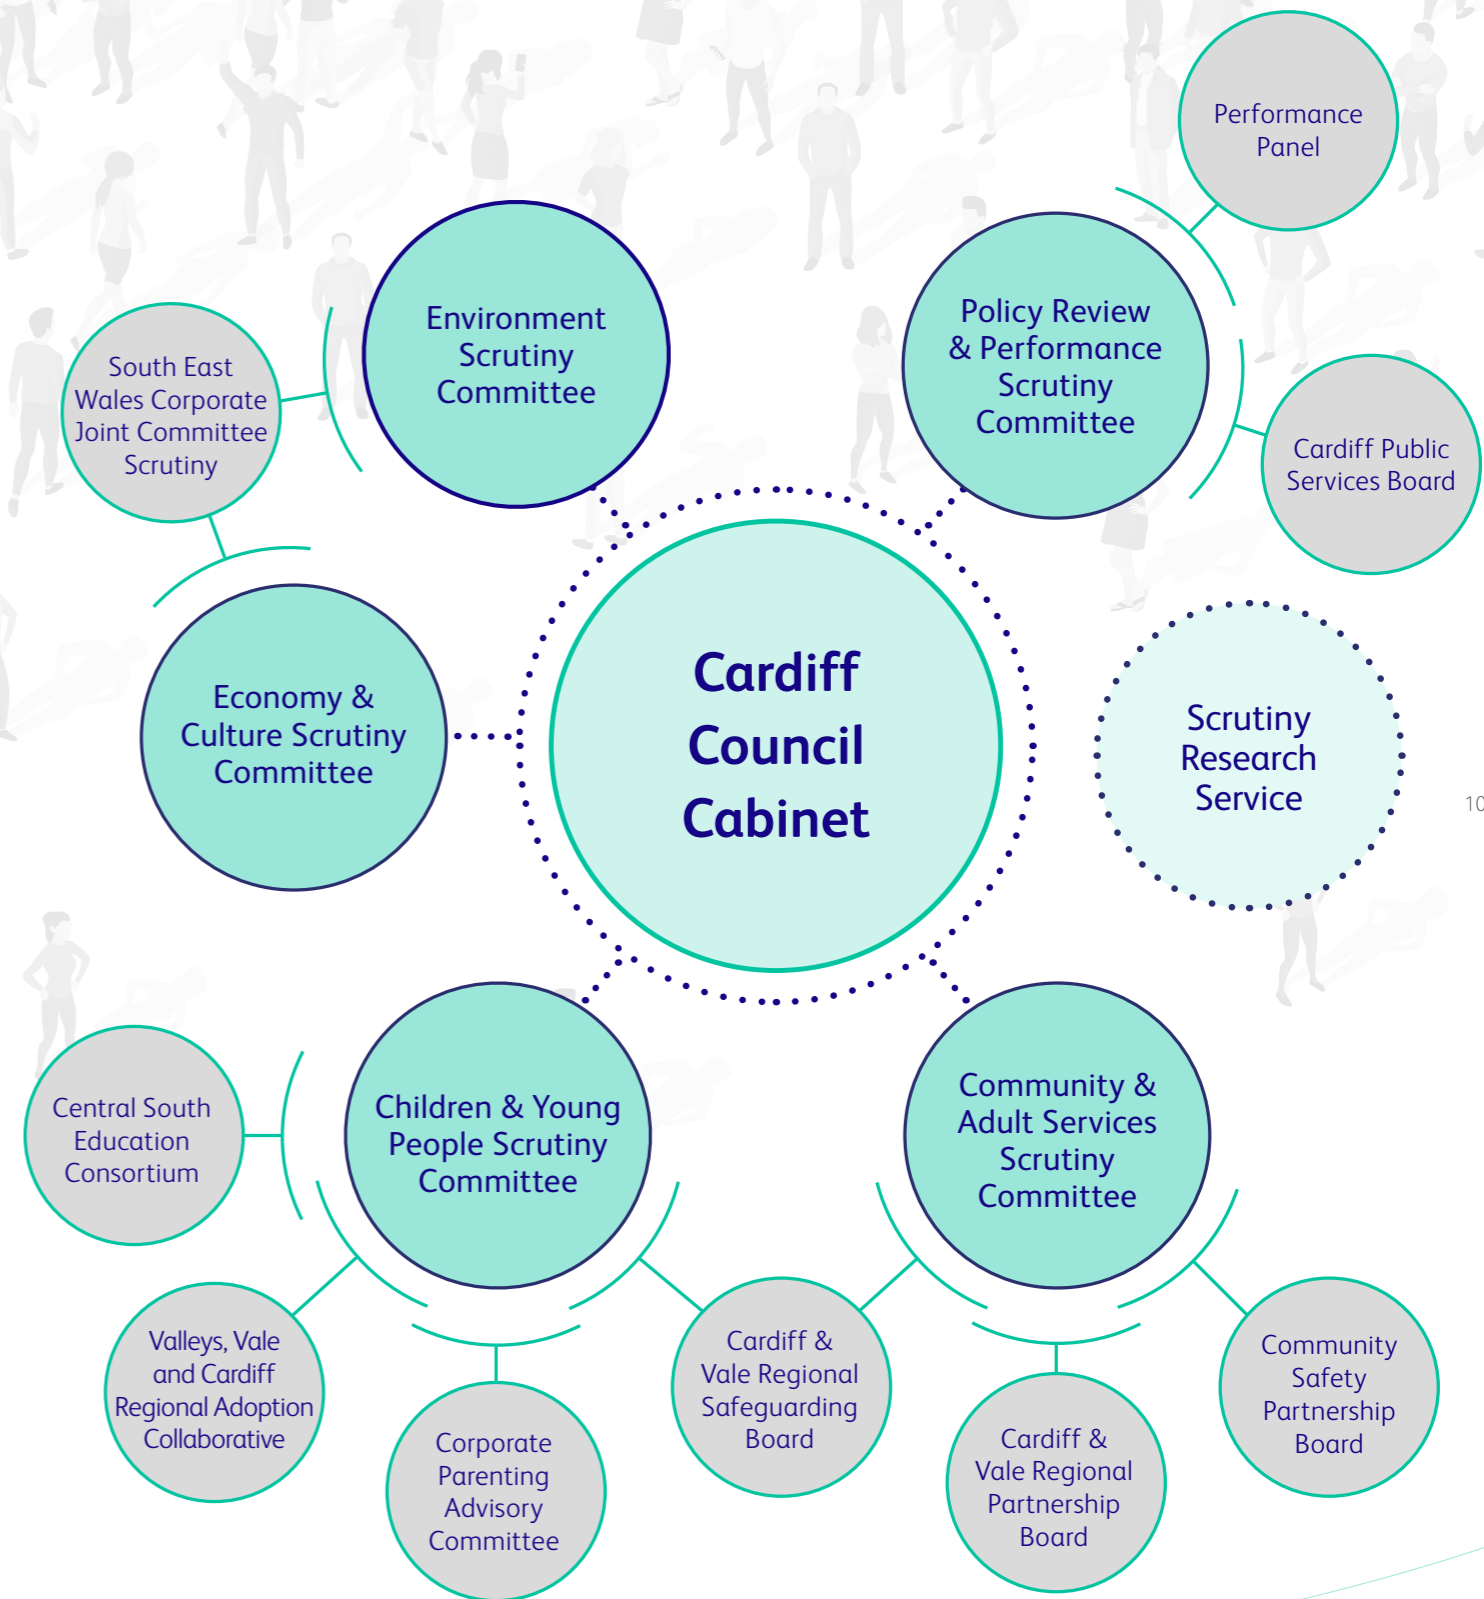 Performance
Panel
Environment
Scrutiny
Committee
Policy Review
& Performance
Scrutiny
Committee
South East
Wales Corporate
Joint Committee
Scrutiny
Cardiff Public
Services Board
Economy &
Culture Scrutiny
Committee
Cardiff
Council
Cabinet
Scrutiny
Research
Service
10
Central South
Education
Consortium
Children & Young
People Scrutiny
Committee
Community &
Adult Services
Scrutiny
Committee
Valleys, Vale
and Cardiff
Regional Adoption
Collaborative
Corporate
Parenting
Advisory
Committee
Cardiff &
Vale Regional
Safeguarding
Board
Cardiff &
Vale Regional
Partnership
Board
Community
Safety
Partnership
Board